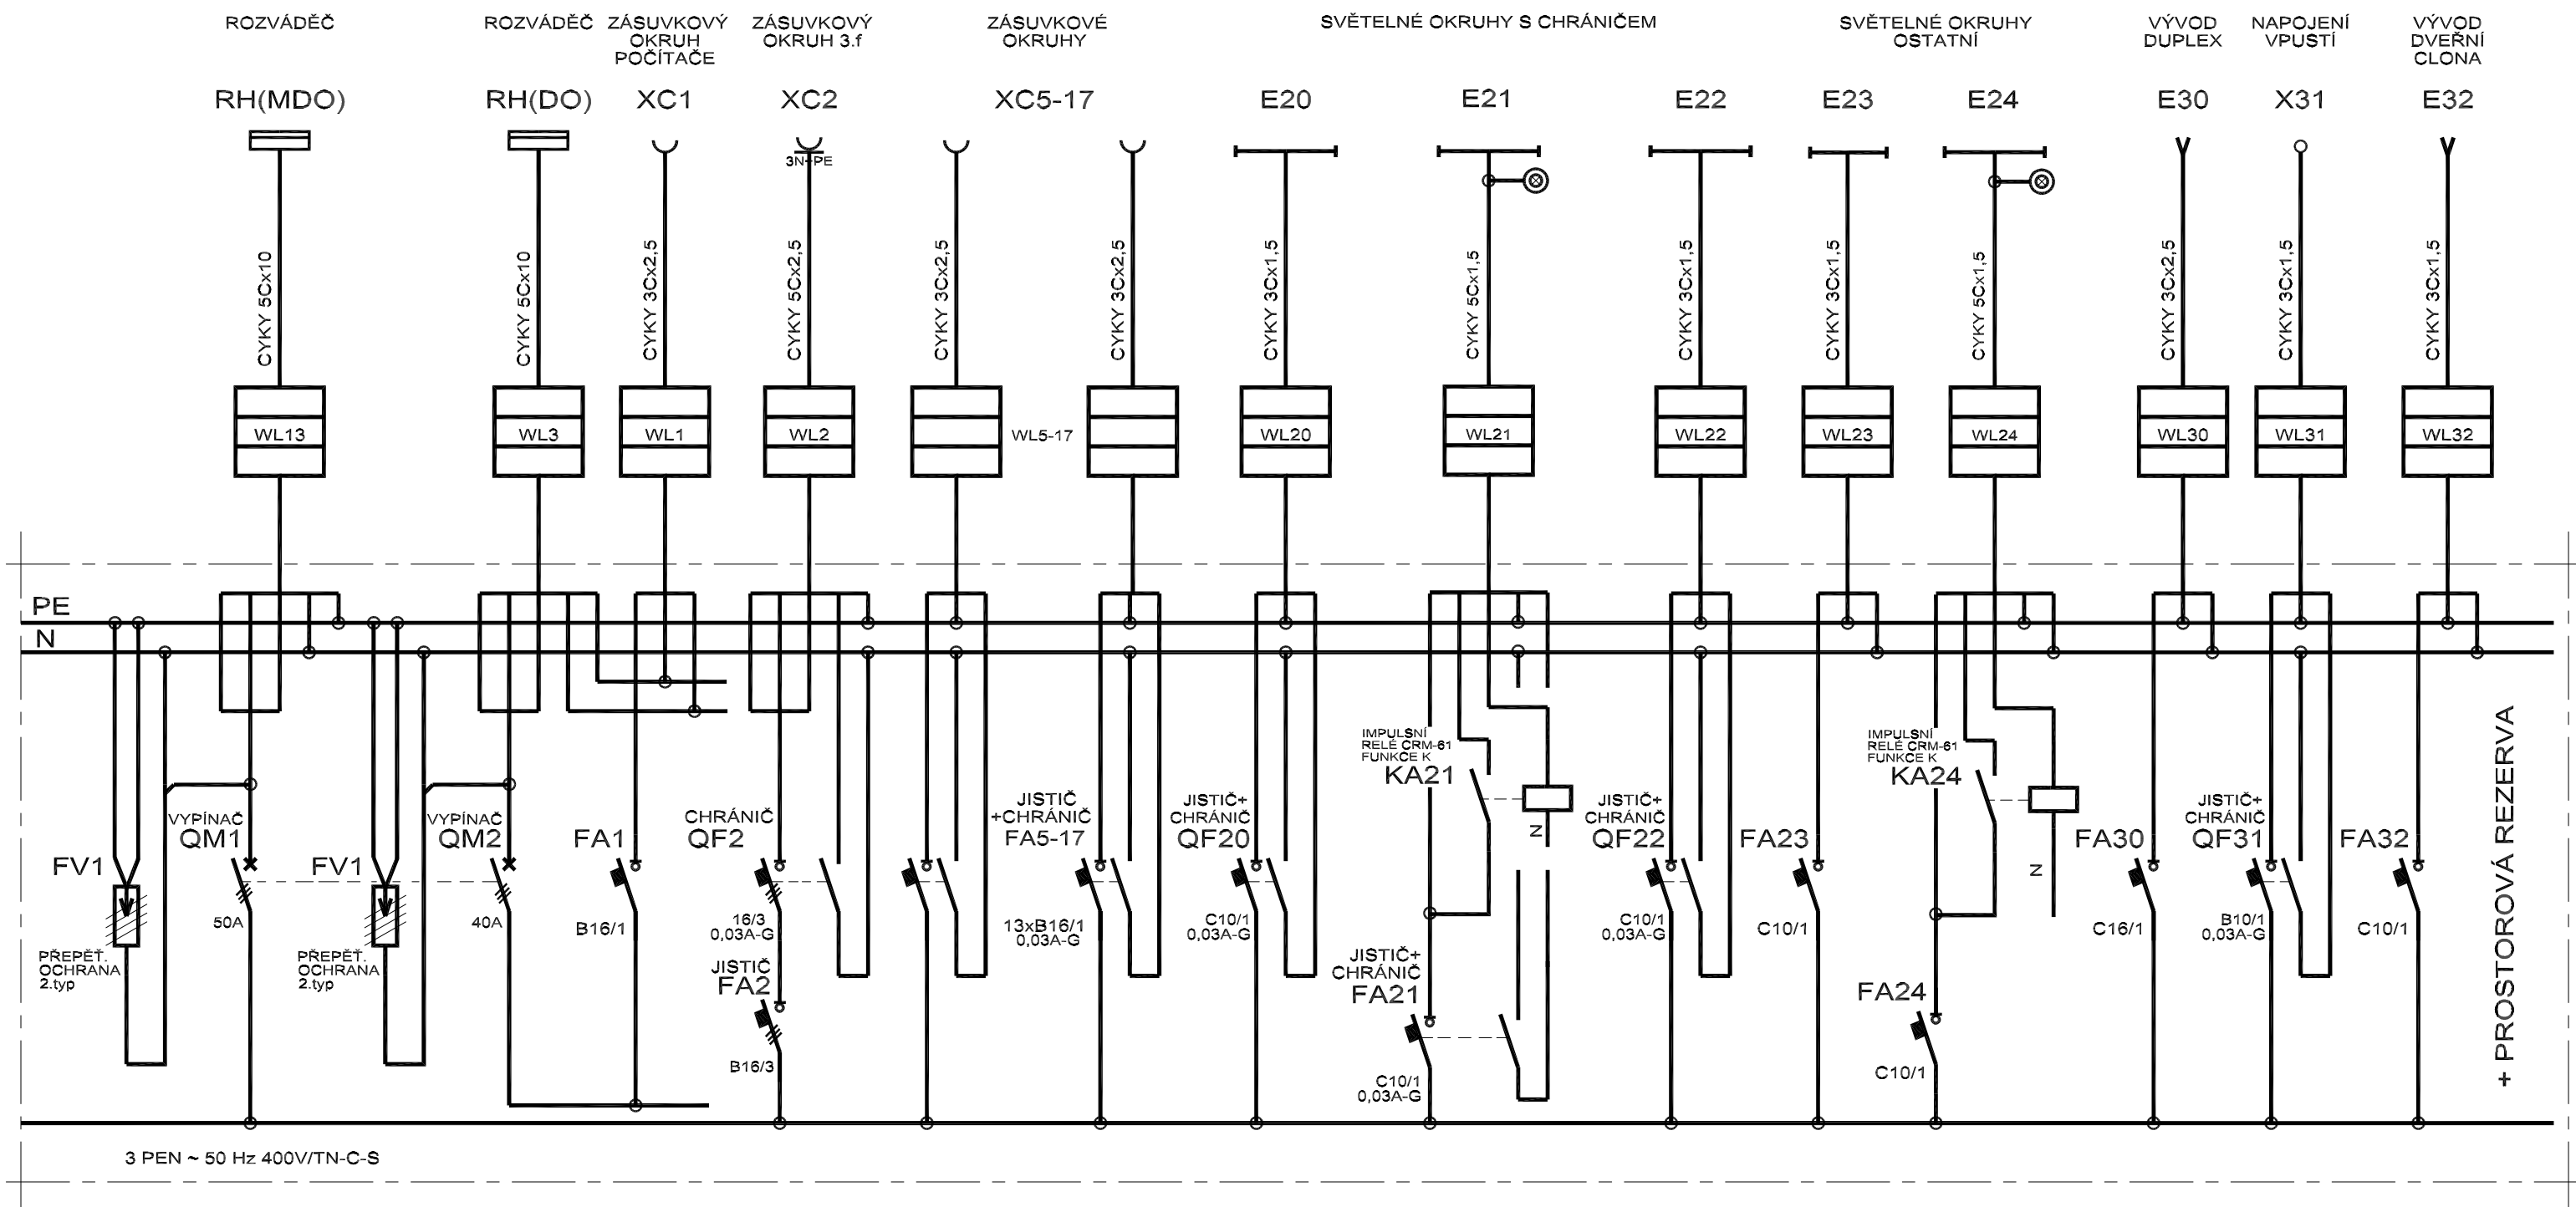 ROZVÁDĚČ
ROZVÁDĚČ
ZÁSUVKOVÝ
OKRUH
POČÍTAČE
ZÁSUVKOVÝ
OKRUH 3.f
ZÁSUVKOVÉ
OKRUHY
SVĚTELNÉ OKRUHY S CHRÁNIČEM
SVĚTELNÉ OKRUHY
OSTATNÍ
VÝVOD
DUPLEX
NAPOJENÍ
VPUSTÍ
VÝVOD
DVEŘNÍ
CLONA
RH(MDO)
RH(DO)
XC1
XC2
XC5-17
E20
E21
E22
E23
E24
E30
X31
E32
3N+PE
CYKY 5Cx10
CYKY 5Cx10
CYKY 3Cx2,5
CYKY 5Cx2,5
CYKY 3Cx2,5
CYKY 3Cx2,5
CYKY 3Cx1,5
CYKY 5Cx1,5
CYKY 3Cx1,5
CYKY 3Cx1,5
CYKY 5Cx1,5
CYKY 3Cx2,5
CYKY 3Cx1,5
CYKY 3Cx1,5
WL13
WL3
WL1
WL2
WL5-17
WL20
WL21
WL22
WL23
WL24
WL30
WL31
WL32
PE
N
IMPULSNÍ
RELÉ CRM-61
FUNKCE K
KA21
IMPULSNÍ
RELÉ CRM-61
FUNKCE K
KA24
N
N
FV1
PŘEPĚŤ.
OCHRANA
2.typ
VYPÍNAČ
QM1
50A
FV1
PŘEPĚŤ.
OCHRANA
2.typ
VYPÍNAČ
QM2
40A
FA1
B16/1
CHRÁNIČ
QF2
16/3
0,03A-G
JISTIČ
FA2
B16/3
JISTIČ
+CHRÁNIČ
FA5-17
13xB16/1
0,03A-G
JISTIČ+
CHRÁNIČ
QF20
C10/1
0,03A-G
JISTIČ+
CHRÁNIČ
FA21
C10/1
0,03A-G
JISTIČ+
CHRÁNIČ
QF22
C10/1
0,03A-G
FA23
C10/1
FA24
C10/1
FA30
C16/1
JISTIČ+
CHRÁNIČ
QF31
B10/1
0,03A-G
FA32
C10/1
+ PROSTOROVÁ REZERVA
3 PEN ~ 50 Hz 400V/TN-C-S